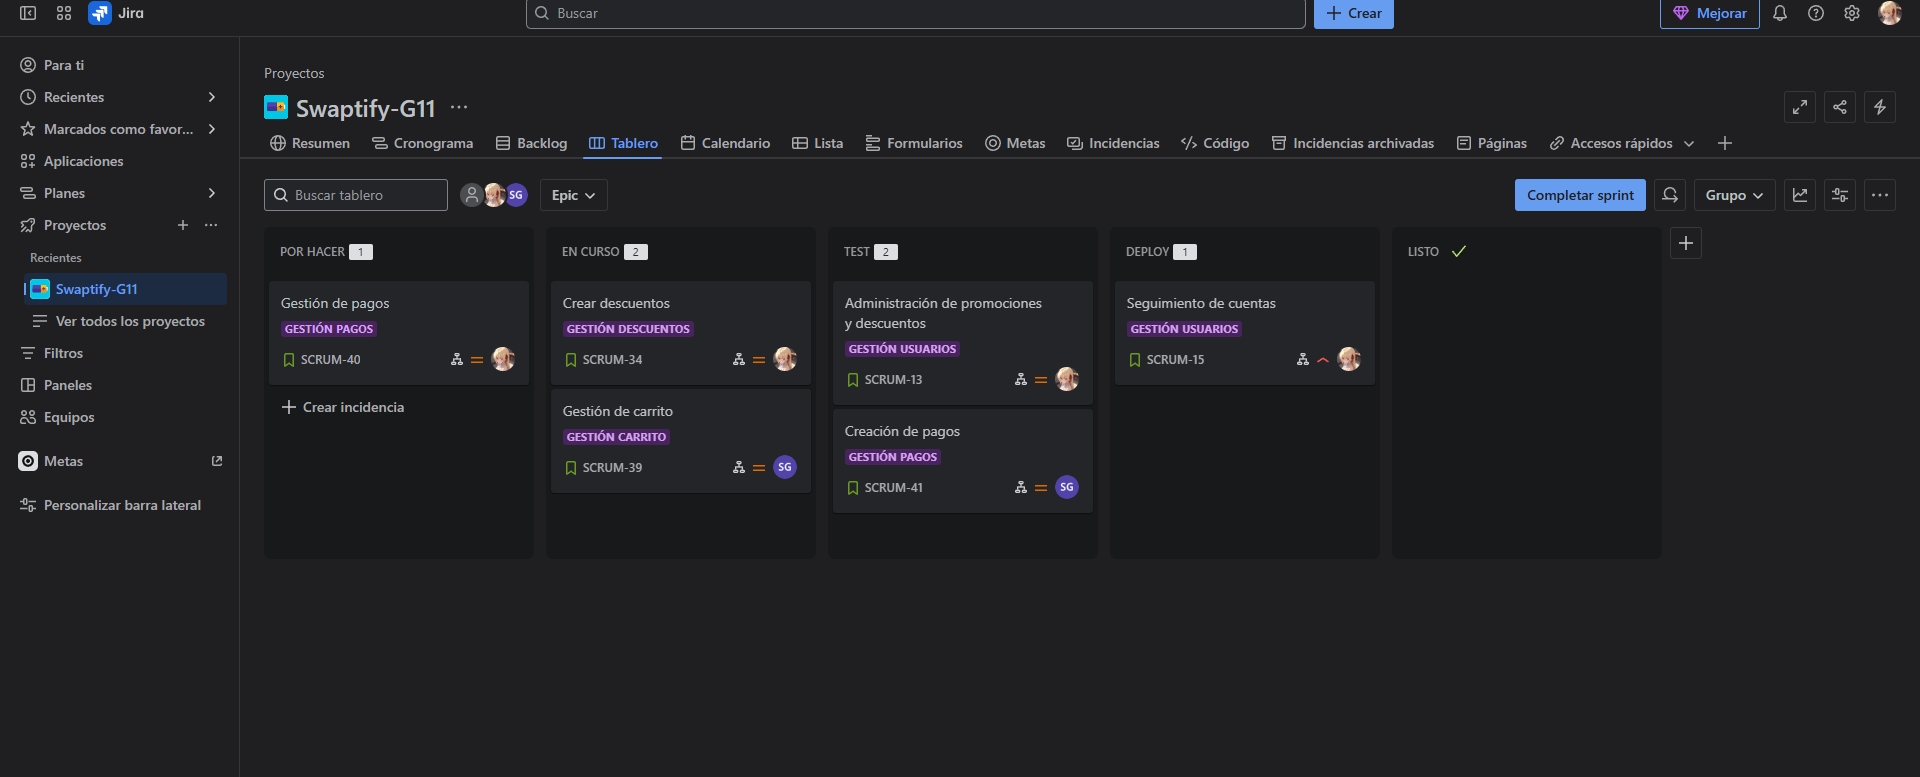 Jira
Buscar
Crear
Mejorar
Para ti
Recientes
Marcados como favor...
Aplicaciones
Planes
Proyectos
Recientes
Swaptify-G11
Ver todos los proyectos
Filtros
Paneles
Equipos
Metas
Personalizar barra lateral
Proyectos
Swaptify-G11
Resumen
Cronograma
Backlog
Tablero
Calendario
Lista
Formularios
Metas
Incidencias
Código
Incidencias archivadas
Páginas
Accesos rápidos
Buscar tablero
SG
Epic
Completar sprint
Grupo
POR HACER 1
Gestión de pagos
GESTIÓN PAGOS
SCRUM-40
Crear incidencia
EN CURSO 2
Crear descuentos
GESTIÓN DESCUENTOS
SCRUM-34
Gestión de carrito
GESTIÓN CARRITO
SCRUM-39
SG
TEST 2
Administración de promociones
y descuentos
GESTIÓN USUARIOS
SCRUM-13
Creación de pagos
GESTIÓN PAGOS
SCRUM-41
SG
DEPLOY 1
Seguimiento de cuentas
GESTIÓN USUARIOS
SCRUM-15
LISTO